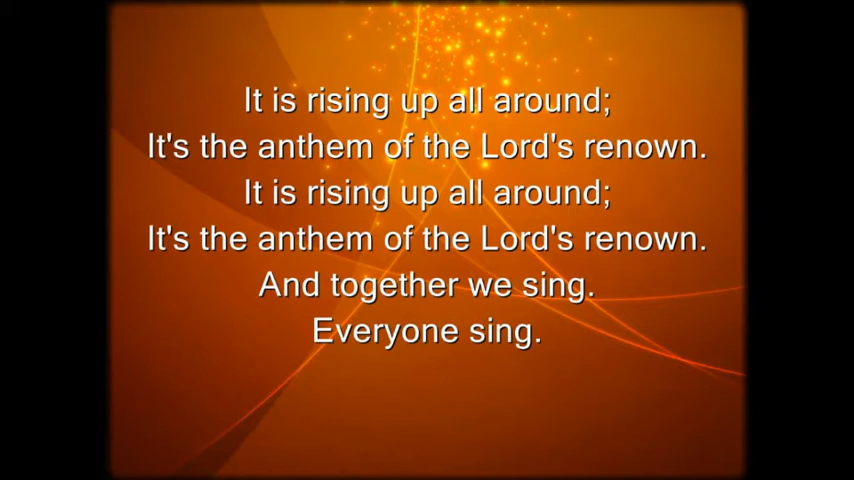 It is rising up all around;
It's the anthem of the Lord's renown.
It is rising up all around;
It's the anthem of the Lord's renown.
And together we sing.
Everyone sing.